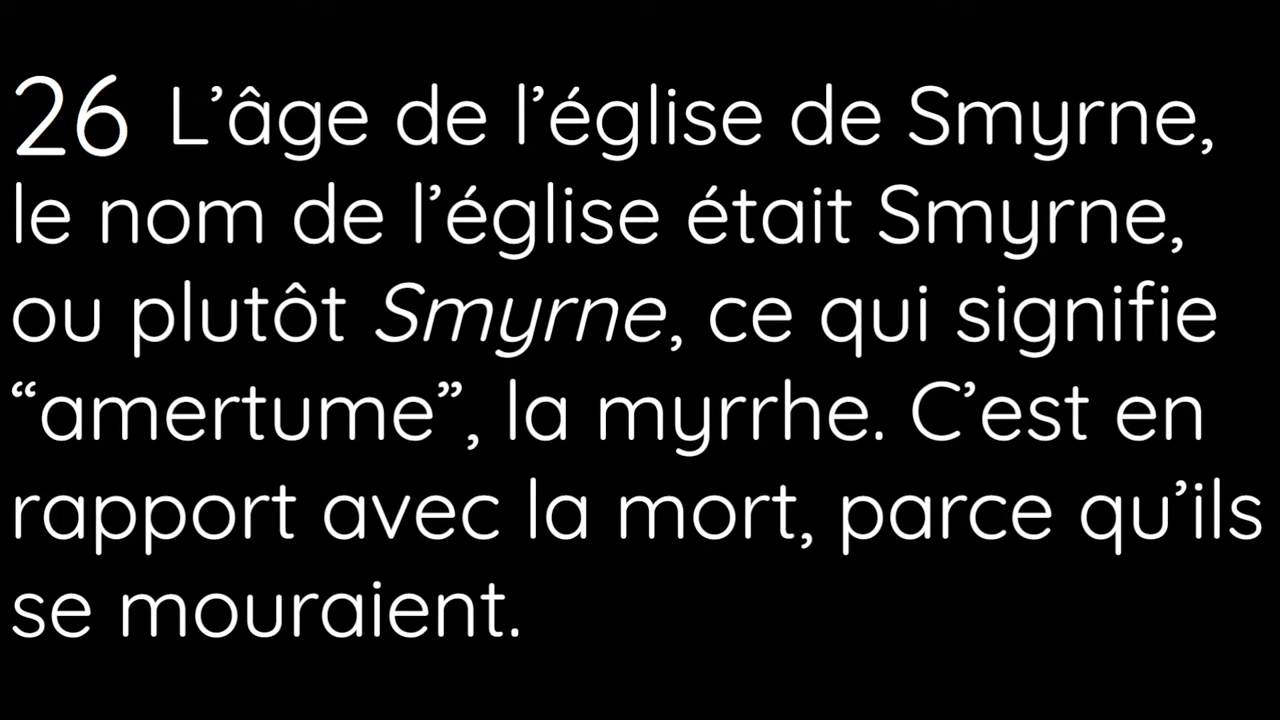 26 L’âge de l’église de Smyrne,
le nom de l’église était Smyrne,
ou plutôt Smyrne, ce qui signifie
“amertume”, la myrrhe. C’est en
rapport avec la mort, parce qu’ils
se mouraient.